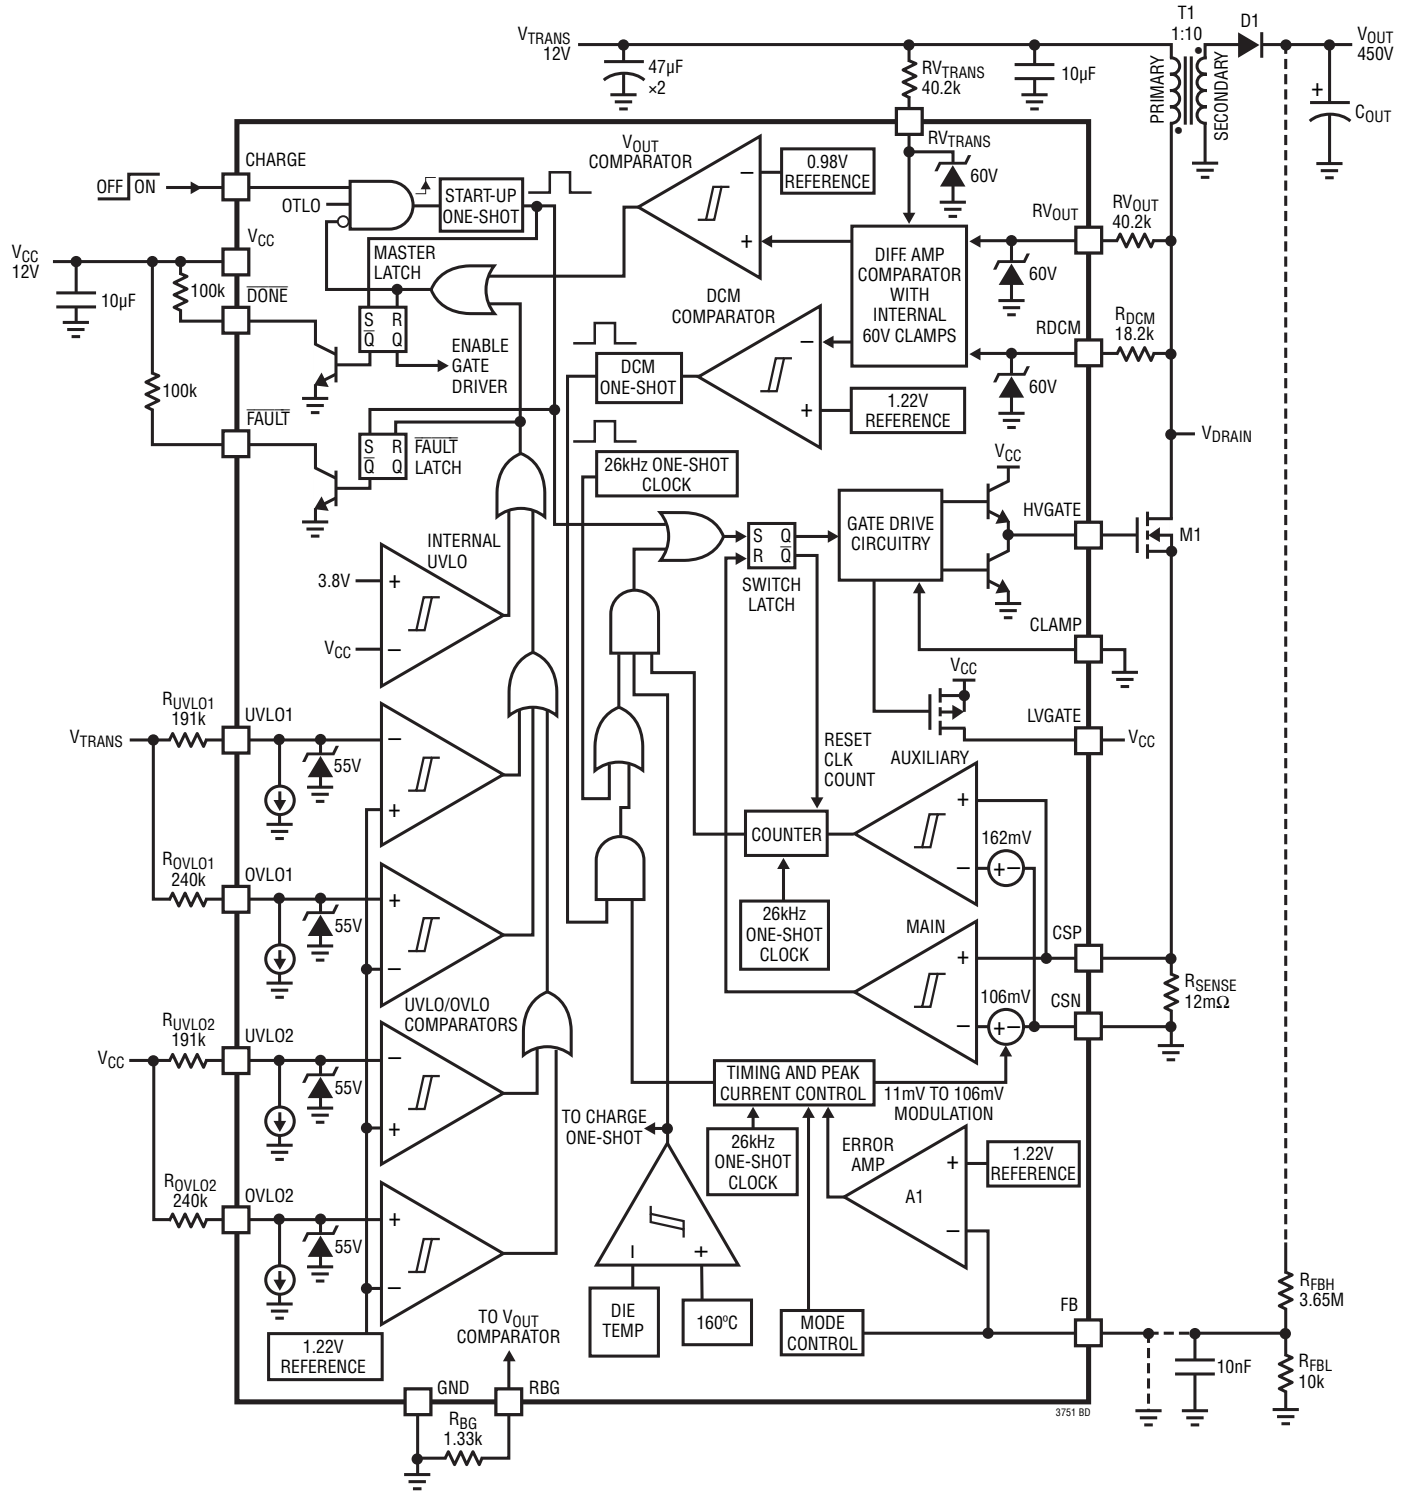 T1
1:10
D1
VTRANS
12V
47µF
×2
RVTRANS
40.2k
10µF
PRIMARY
SECONDARY
VOUT
450V
+
COUT
CHARGE
OFF ON
OTLO
START-UP
ONE-SHOT
VOUT
COMPARATOR
−
+
0.98V
REFERENCE
RVTRANS
60V
RVOUT
RVOUT
40.2k
60V
DIFF. AMP
COMPARATOR
WITH
INTERNAL
60V CLAMPS
VCC
12V
10µF
VCC
100k
DONE
MASTER
LATCH
S R
Q Q
ENABLE
GATE
DRIVER
DCM
COMPARATOR
−
+
DCM
ONE-SHOT
1.22V
REFERENCE
RDCM
RDCM
18.2k
60V
100k
FAULT
S R
Q Q
FAULT
LATCH
26kHz ONE-SHOT
CLOCK
VDRAIN
VCC
GATE DRIVE
CIRCUITRY
HVGATE
M1
S Q
R Q
SWITCH
LATCH
INTERNAL
UVLO
3.8V
+
VCC
−
CLAMP
VCC
LVGATE
VCC
RESET
CLK
COUNT
AUXILIARY
+
−
162mV
+−
COUNTER
26kHz
ONE-SHOT
CLOCK
VTRANS
RUVLO1
191k
UVLO1
55V
−
+
ROVLO1
240k
OVLO1
55V
+
−
MAIN
+
−
106mV
+−
CSP
CSN
RSENSE
12mΩ
UVLO/OVLO
COMPARATORS
VCC
RUVLO2
191k
UVLO2
55V
−
+
ROVLO2
240k
OVLO2
55V
+
−
1.22V
REFERENCE
TIMING AND PEAK
CURRENT CONTROL
11mV TO 106mV
MODULATION
26kHz
ONE-SHOT
CLOCK
TO CHARGE
ONE-SHOT
ERROR
AMP
A1
+
−
1.22V
REFERENCE
−
+
DIE
TEMP
160ºC
MODE
CONTROL
FB
RFBH
3.65M
10nF
RFBL
10k
TO VOUT
COMPARATOR
GND
RBG
RBG
1.33k
3751 BD